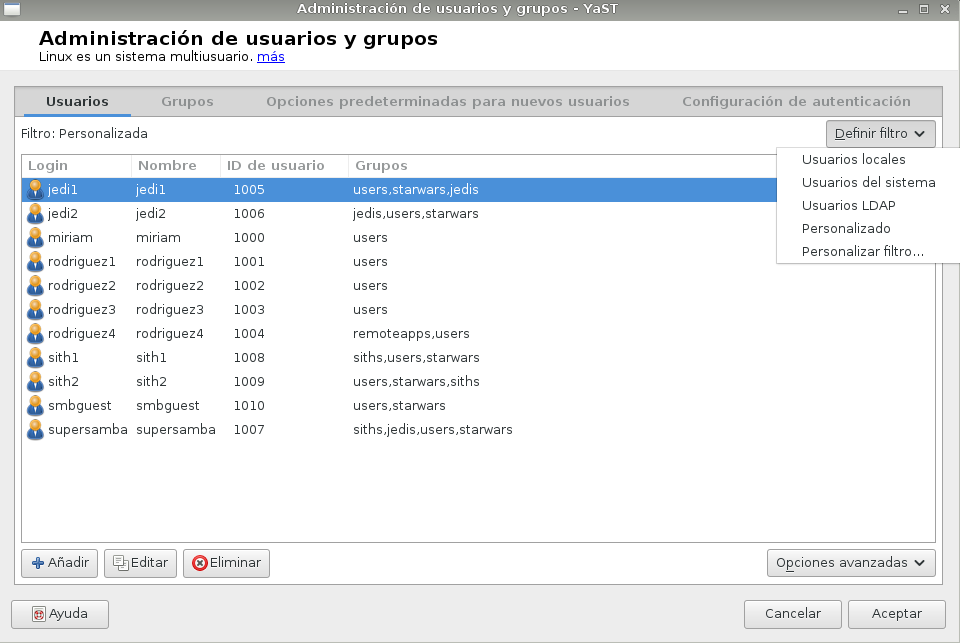 Administración de usuarios y grupos - YaST
Administración de usuarios y grupos
Linux es un sistema multiusuario. más
Usuarios Grupos Opciones predeterminadas para nuevos usuarios Configuración de autenticación
Filtro: Personalizada Definir filtro
Usuarios locales
Usuarios del sistema
Usuarios LDAP
Personalizado
Personalizar filtro...
Login Nombre ID de usuario Grupos
jedi1 jedi1 1005 users,starwars,jedis
jedi2 jedi2 1006 jedis,users,starwars
miriam miriam 1000 users
rodriguez1 rodriguez1 1001 users
rodriguez2 rodriguez2 1002 users
rodriguez3 rodriguez3 1003 users
rodriguez4 rodriguez4 1004 remoteapps,users
sith1 sith1 1008 siths,users,starwars
sith2 sith2 1009 users,starwars,siths
smbguest smbguest 1010 users,starwars
supersamba supersamba 1007 siths,jedis,users,starwars
Añadir Editar Eliminar Opciones avanzadas
Ayuda Cancelar Aceptar